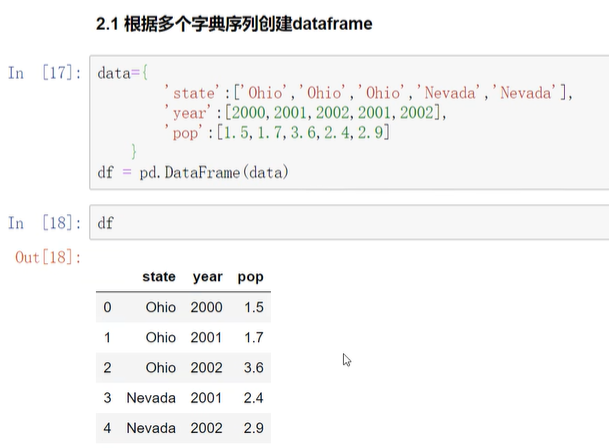 2.1 根据多个字典序列创建dataframe
In [17]: data={
'state':['Ohio','Ohio','Ohio','Nevada','Nevada'],
'year':[2000,2001,2002,2001,2002],
'pop':[1.5,1.7,3.6,2.4,2.9]
}
df = pd.DataFrame(data)
In [18]: df
Out[18]:
state year pop
0 Ohio 2000 1.5
1 Ohio 2001 1.7
2 Ohio 2002 3.6
3 Nevada 2001 2.4
4 Nevada 2002 2.9